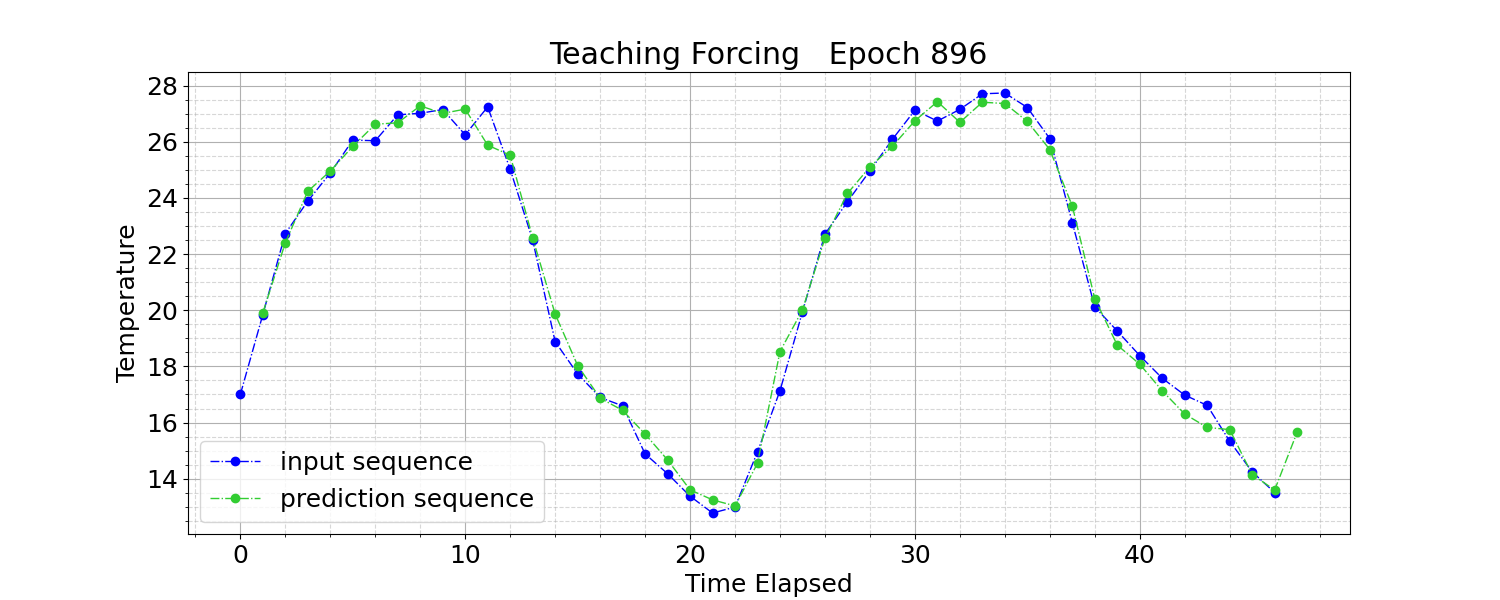 Teaching Forcing   Epoch 896
28
26
24
22
20
18
16
14
Temperature
input sequence
prediction sequence
0 10 20 30 40
Time Elapsed